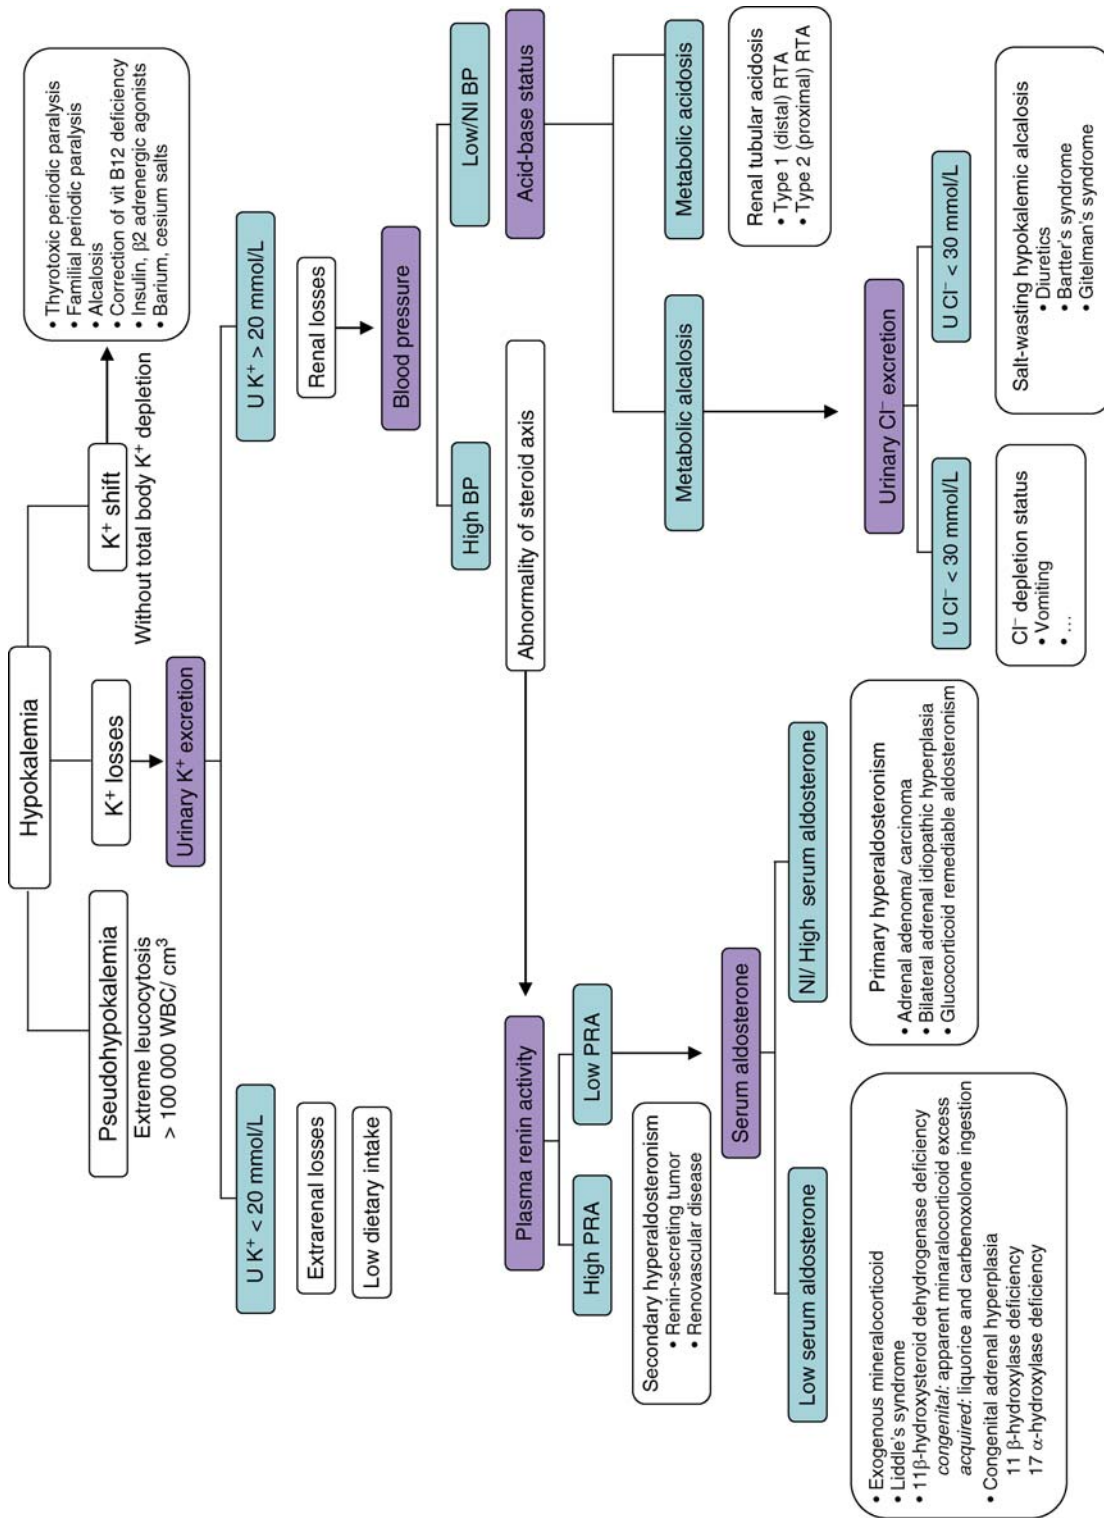 Hypokalemia
Pseudohypokalemia
Extreme leucocytosis
> 100 000 WBC/ cm³
K⁺ losses
K⁺ shift
Without total body K⁺ depletion
• Thyrotoxic periodic paralysis
• Familial periodic paralysis
• Alcalosis
• Correction of vit B12 deficiency
• Insulin, β2 adrenergic agonists
• Barium, cesium salts
Urinary K⁺ excretion
U K⁺ < 20 mmol/L
Extrarenal losses
Low dietary intake
U K⁺ > 20 mmol/L
Renal losses
Blood pressure
High BP
Low/Nl BP
Abnormality of steroid axis
Acid-base status
Plasma renin activity
High PRA
Low PRA
Secondary hyperaldosteronism
• Renin-secreting tumor
• Renovascular disease
Metabolic alcalosis
Metabolic acidosis
Renal tubular acidosis
• Type 1 (distal) RTA
• Type 2 (proximal) RTA
Serum aldosterone
Low serum aldosterone
Nl/ High serum aldosterone
• Exogenous mineralocorticoid
• Liddle's syndrome
• 11β-hydroxysteroid dehydrogenase deficiency
congenital: apparent minaralocorticoid excess
acquired: liquorice and carbenoxolone ingestion
• Congenital adrenal hyperplasia
11 β-hydroxylase deficiency
17 α-hydroxylase deficiency
Primary hyperaldosteronism
• Adrenal adenoma/ carcinoma
• Bilateral adrenal idiopathic hyperplasia
• Glucocorticoid remediable aldosteronism
Urinary Cl⁻ excretion
U Cl⁻ < 30 mmol/L
U Cl⁻ < 30 mmol/L
Cl⁻ depletion status
• Vomiting
• ...
Salt-wasting hypokalemic alcalosis
• Diuretics
• Bartter's syndrome
• Gitelman's syndrome